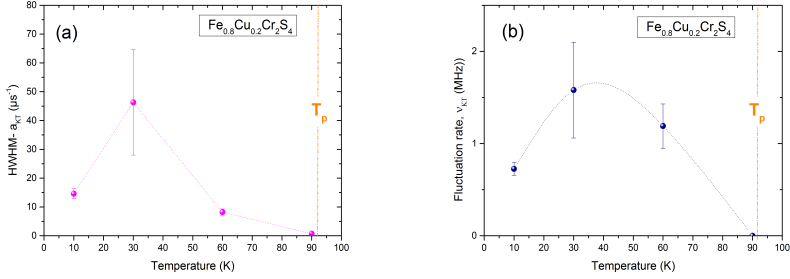 (a)
Fe0.8Cu0.2Cr2S4
80
70
60
50
40
30
20
10
0
HWHM- aKT (μs-1)
Tp
0 10 20 30 40 50 60 70 80 90 100
Temperature (K)
(b)
Fe0.8Cu0.2Cr2S4
2
1
0
Fluctuation rate, νKT (MHz))
Tp
0 10 20 30 40 50 60 70 80 90 100
Temperature (K)